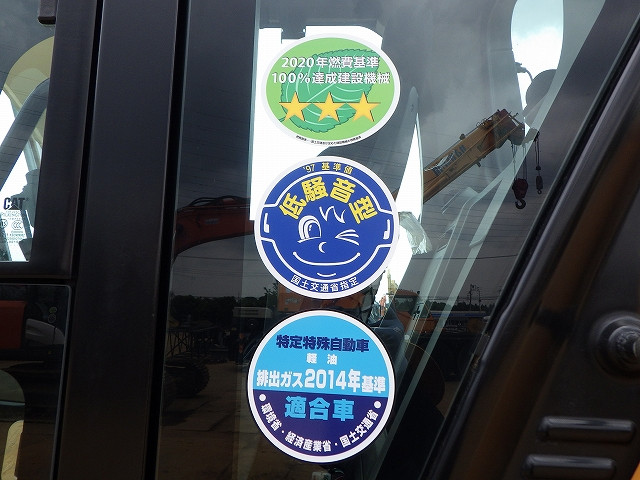 2020年燃費基準
100%達成建設機械
'97 基準値
低騒音型
国土交通省指定
特定特殊自動車
軽油
排出ガス2014年基準
適合車
・環境省・経済産業省・国土交通省・
CAT